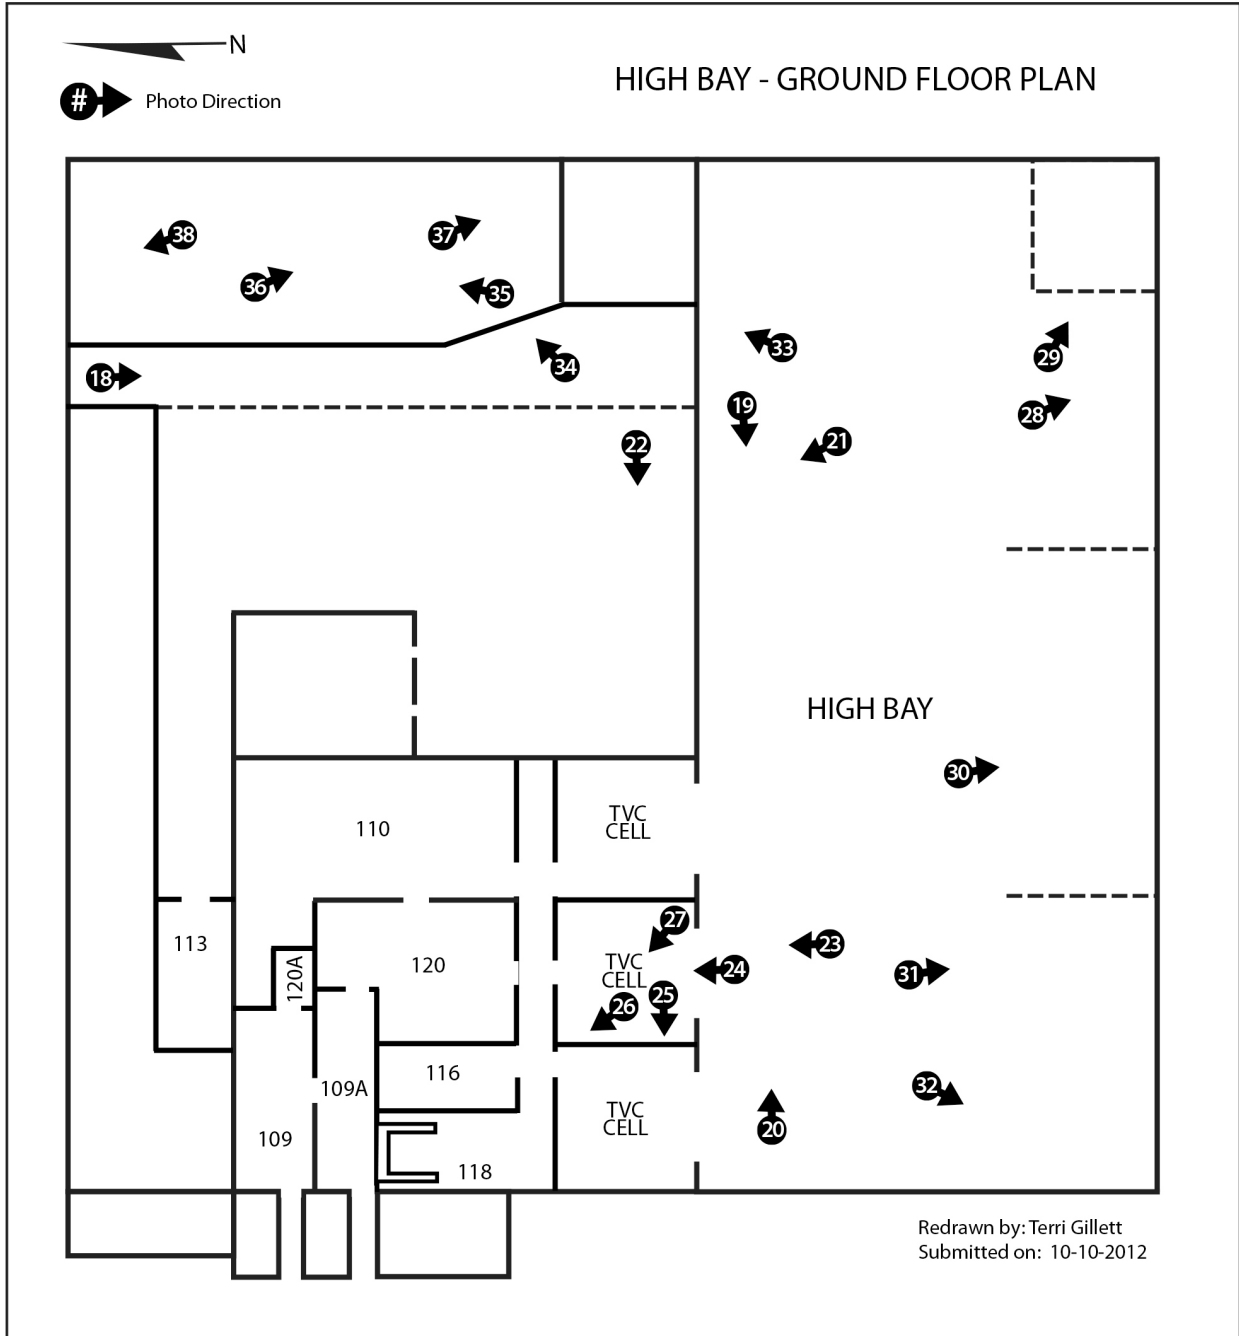 N
HIGH BAY - GROUND FLOOR PLAN
# Photo Direction
38
37
36
35
33
34
29
18
19
28
21
22
HIGH BAY
30
110
TVC
CELL
27
113
23
120
TVC
CELL
24
31
120A
25
26
116
109A
32
TVC
CELL
20
109
118
Redrawn by: Terri Gillett
Submitted on: 10-10-2012